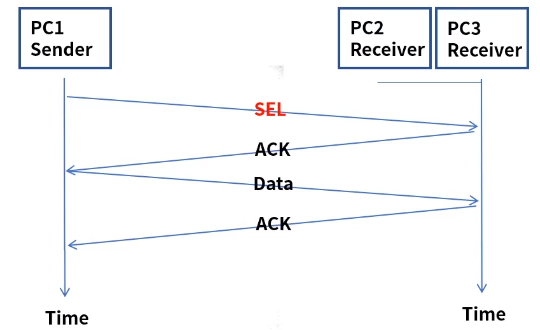 PC1
Sender
PC2
Receiver
PC3
Receiver
SEL
ACK
Data
ACK
Time
Time